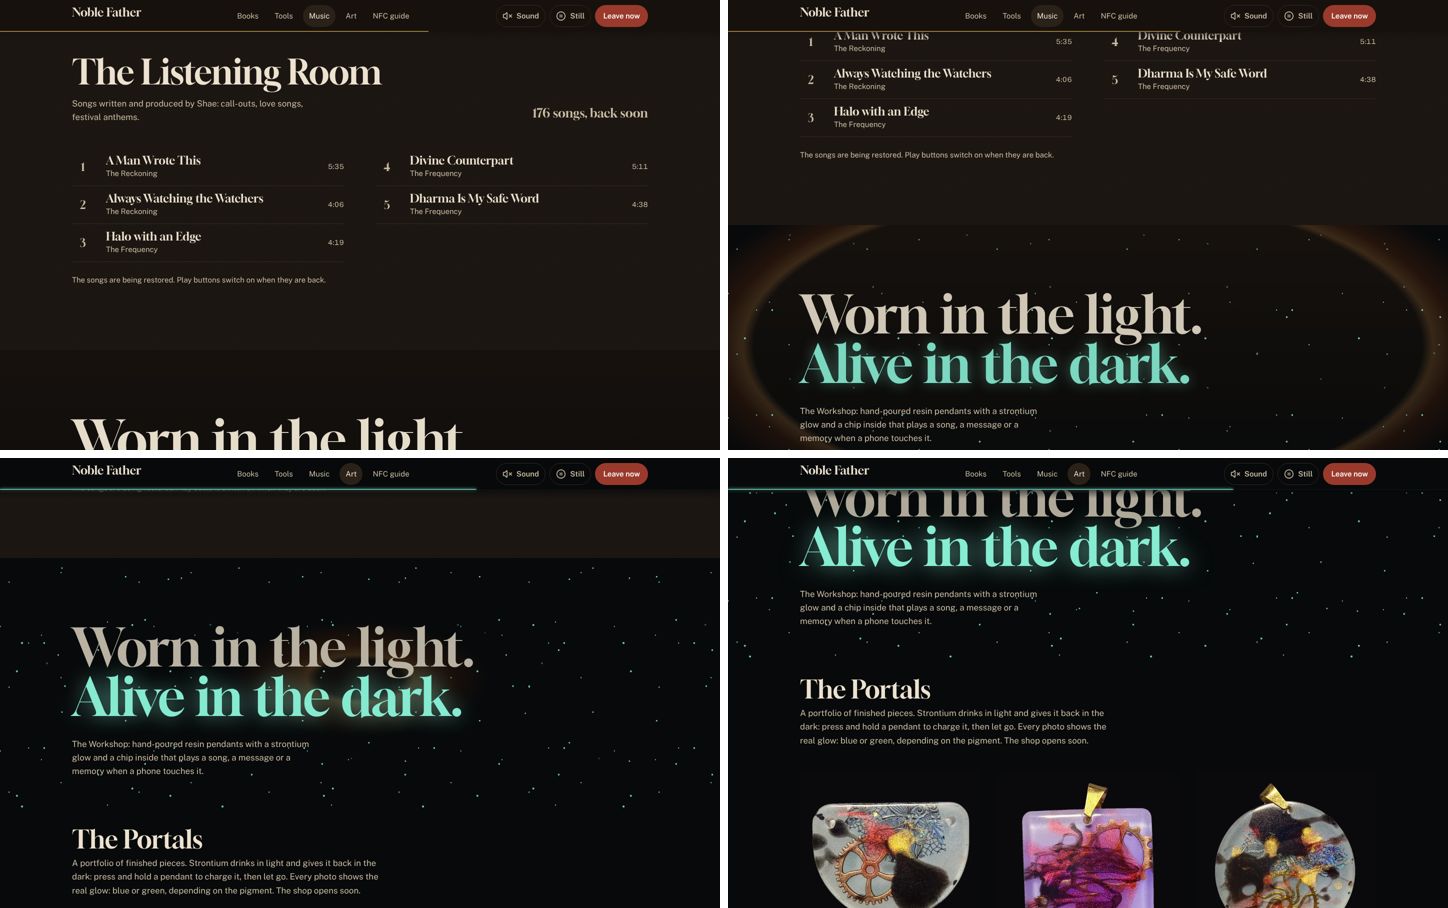 Noble Father
Books Tools Music Art NFC guide
Sound Still Leave now
The Listening Room
Songs written and produced by Shae: call-outs, love songs,
festival anthems.
176 songs, back soon
1 A Man Wrote This 5:35
The Reckoning
2 Always Watching the Watchers 4:06
The Reckoning
3 Halo with an Edge 4:19
The Frequency
4 Divine Counterpart 5:11
The Frequency
5 Dharma Is My Safe Word 4:38
The Frequency
The songs are being restored. Play buttons switch on when they are back.
Worn in the light
Noble Father
Books Tools Music Art NFC guide
Sound Still Leave now
1 A Man Wrote This 5:35
The Reckoning
2 Always Watching the Watchers 4:06
The Reckoning
3 Halo with an Edge 4:19
The Frequency
4 Divine Counterpart 5:11
The Frequency
5 Dharma Is My Safe Word 4:38
The Frequency
The songs are being restored. Play buttons switch on when they are back.
Worn in the light.
Alive in the dark.
The Workshop: hand-poured resin pendants with a strontium
glow and a chip inside that plays a song, a message or a
memory when a phone touches it.
Noble Father
Books Tools Music Art NFC guide
Sound Still Leave now
Worn in the light.
Alive in the dark.
The Workshop: hand-poured resin pendants with a strontium
glow and a chip inside that plays a song, a message or a
memory when a phone touches it.
The Portals
A portfolio of finished pieces. Strontium drinks in light and gives it back in the
dark: press and hold a pendant to charge it, then let go. Every photo shows the
real glow: blue or green, depending on the pigment. The shop opens soon.
Noble Father
Books Tools Music Art NFC guide
Sound Still Leave now
Worn in the light.
Alive in the dark.
The Workshop: hand-poured resin pendants with a strontium
glow and a chip inside that plays a song, a message or a
memory when a phone touches it.
The Portals
A portfolio of finished pieces. Strontium drinks in light and gives it back in the
dark: press and hold a pendant to charge it, then let go. Every photo shows the
real glow: blue or green, depending on the pigment. The shop opens soon.